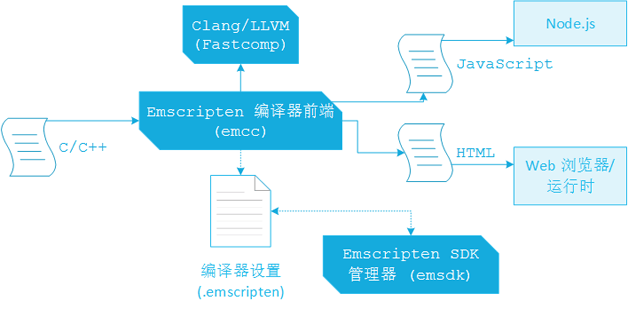 Clang/LLVM
(Fastcomp)
Node.js
JavaScript
Emscripten 编译器前端
(emcc)
C/C++
HTML
Web 浏览器/
运行时
Emscripten SDK
管理器 (emsdk)
编译器设置
(.emscripten)